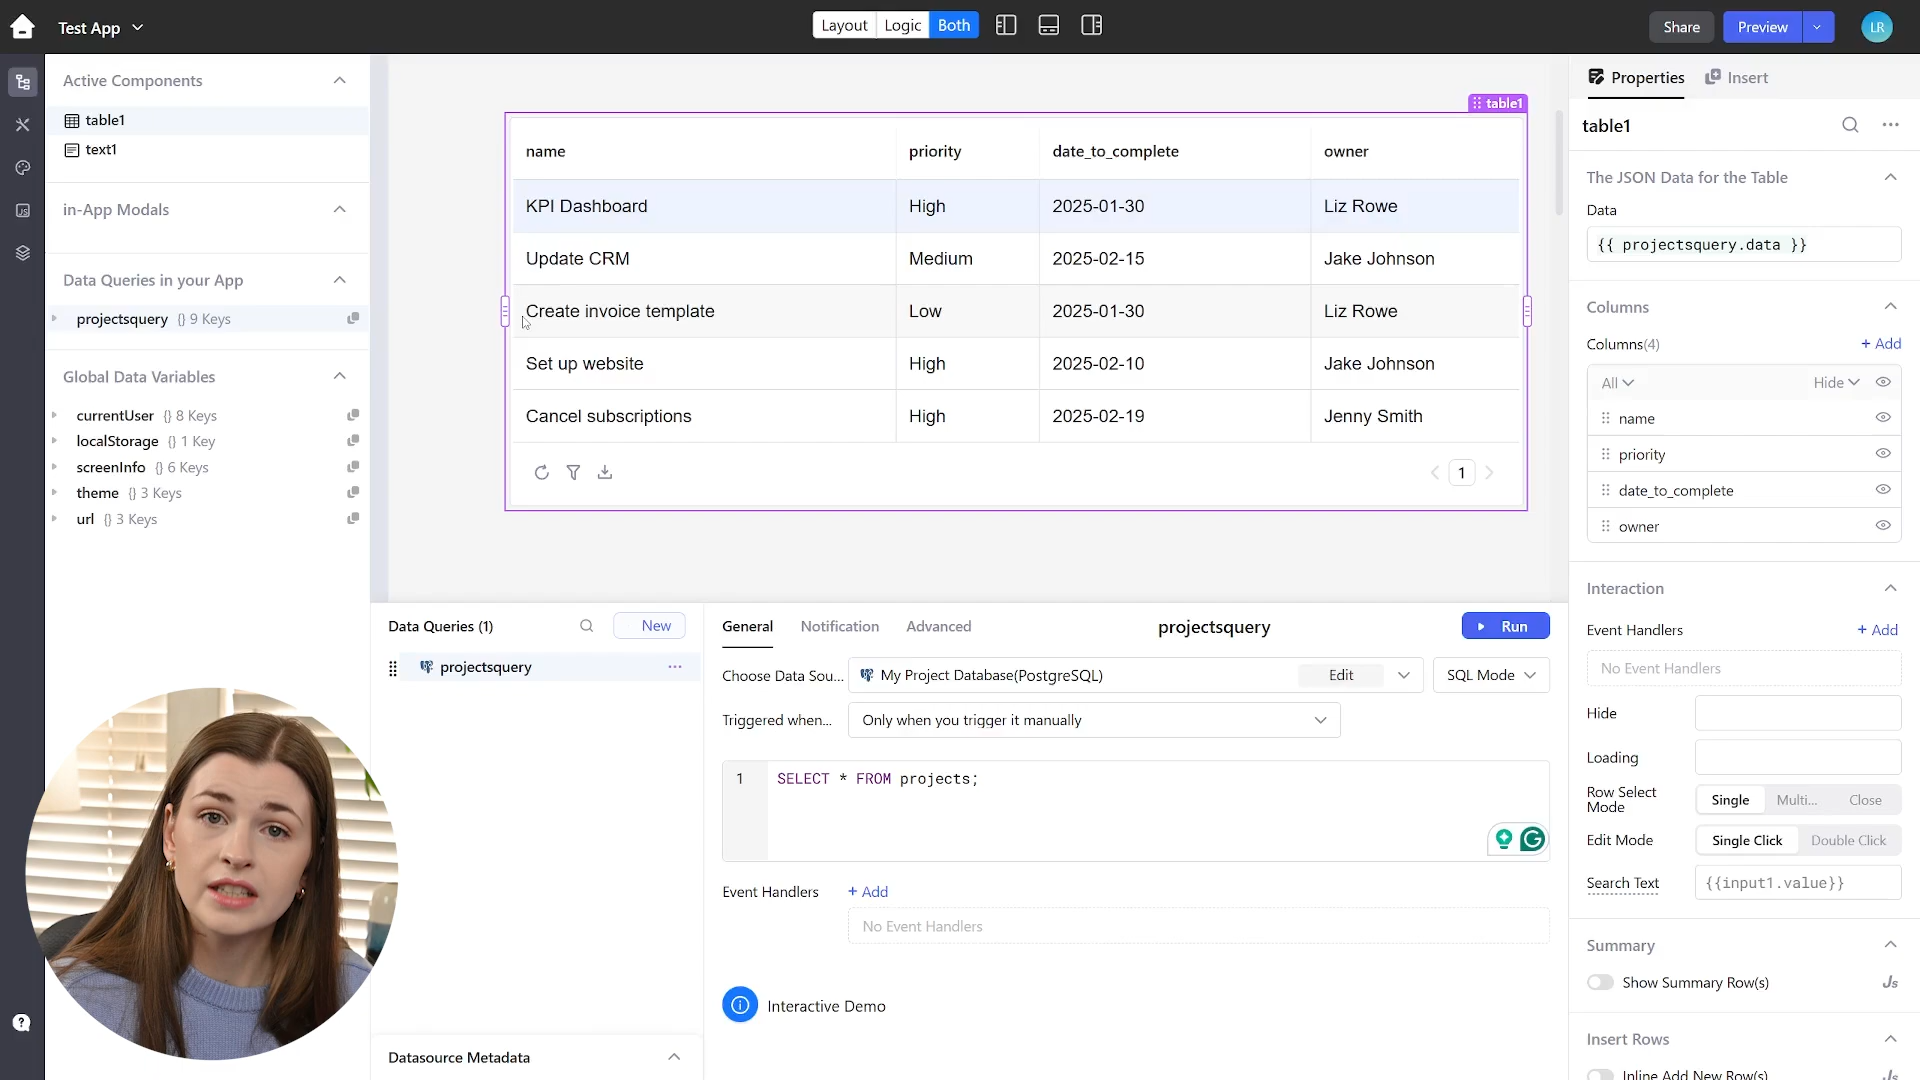 Test App
Layout Logic Both
Share Preview LR
Active Components
table1
text1
in-App Modals
Data Queries in your App
projectsquery {} 9 Keys
Global Data Variables
currentUser {} 8 Keys
localStorage {} 1 Key
screenInfo {} 6 Keys
theme {} 3 Keys
url {} 3 Keys
table1
name priority date_to_complete owner
KPI Dashboard High 2025-01-30 Liz Rowe
Update CRM Medium 2025-02-15 Jake Johnson
Create invoice template Low 2025-01-30 Liz Rowe
Set up website High 2025-02-10 Jake Johnson
Cancel subscriptions High 2025-02-19 Jenny Smith
1
Data Queries (1) New
projectsquery
Datasource Metadata
General Notification Advanced projectsquery Run
Choose Data Sou... My Project Database(PostgreSQL) Edit SQL Mode
Triggered when... Only when you trigger it manually
1 SELECT * FROM projects;
Event Handlers + Add
No Event Handlers
Interactive Demo
Properties Insert
table1
The JSON Data for the Table
Data
{{ projectsquery.data }}
Columns
Columns(4) + Add
All Hide
name
priority
date_to_complete
owner
Interaction
Event Handlers + Add
No Event Handlers
Hide
Loading
Row Select Mode Single Multi... Close
Edit Mode Single Click Double Click
Search Text {{input1.value}}
Summary
Show Summary Row(s) Js
Insert Rows
Inline Add New Row(s) Js